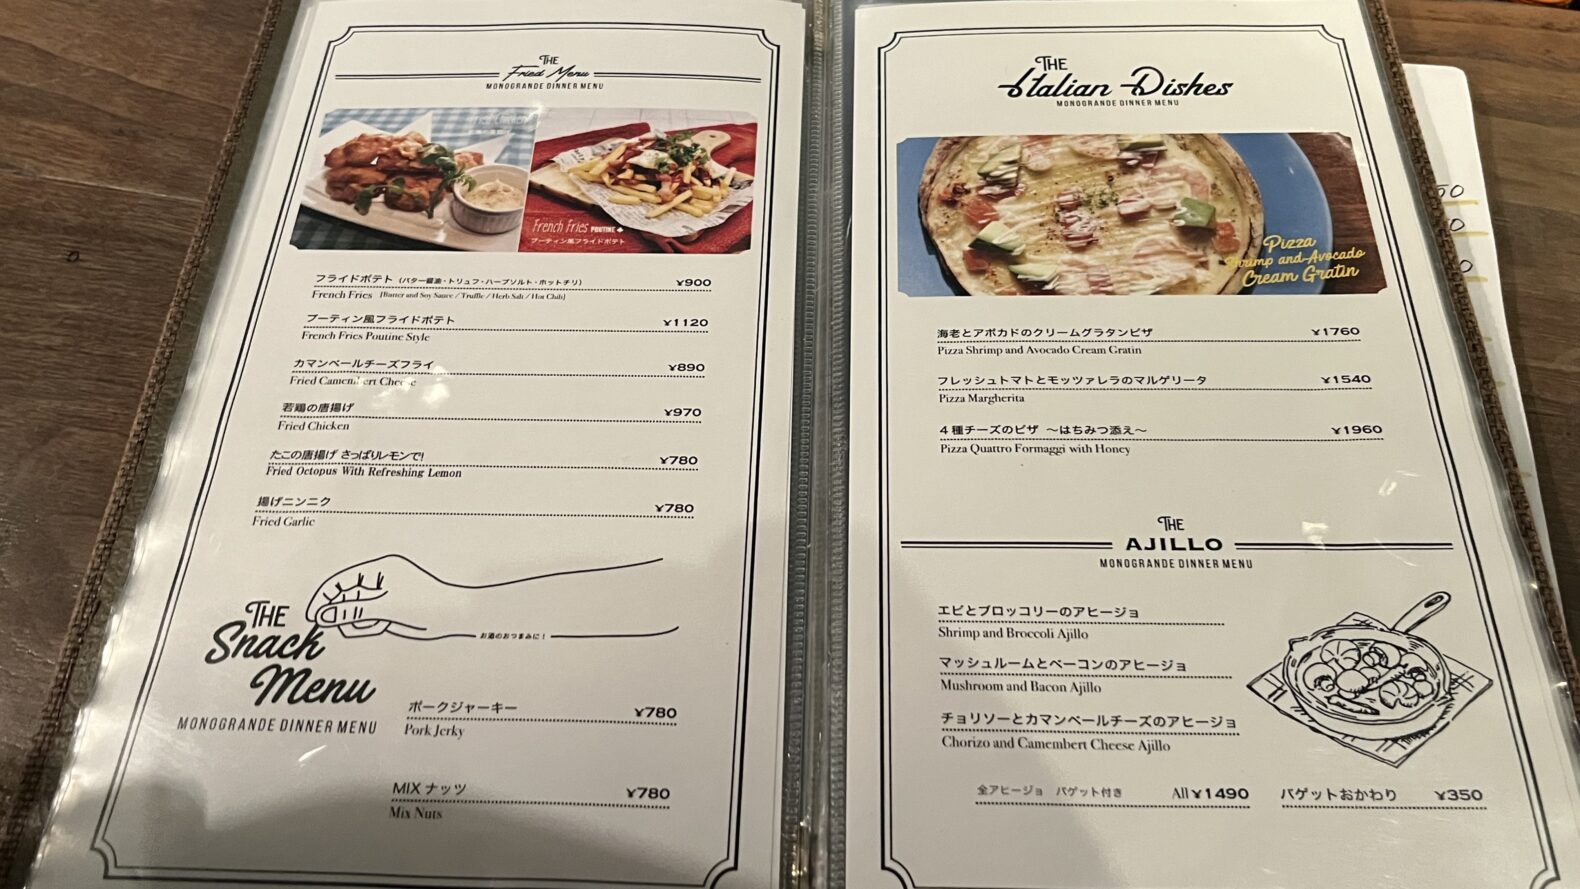 THE
Fried Menu
MONOGRANDE DINNER MENU
Fried Chicken
French Fries POUTINE
プーティン風フライドポテト
フライドポテト (バター醤油・トリュフ・ハーブソルト・ホットチリ) ¥900
French Fries [Butter and Soy Sauce / Truffle / Herb Salt / Hot Chili]
プーティン風フライドポテト ¥1120
French Fries Poutine Style
カマンベールチーズフライ ¥890
Fried Camembert Cheese
若鶏の唐揚げ ¥970
Fried Chicken
たこの唐揚げ さっぱりレモンで! ¥780
Fried Octopus With Refreshing Lemon
揚げニンニク ¥780
Fried Garlic
お酒のおつまみに!
THE
Snack
Menu
MONOGRANDE DINNER MENU
ポークジャーキー ¥780
Pork Jerky
MIX ナッツ ¥780
Mix Nuts
THE
Italian Dishes
MONOGRANDE DINNER MENU
Pizza
Shrimp and Avocado
Cream Gratin
海老とアボカドのクリームグラタンピザ ¥1760
Pizza Shrimp and Avocado Cream Gratin
フレッシュトマトとモッツァレラのマルゲリータ ¥1540
Pizza Margherita
4種チーズのピザ 〜はちみつ添え〜 ¥1960
Pizza Quattro Formaggi with Honey
THE
AJILLO
MONOGRANDE DINNER MENU
エビとブロッコリーのアヒージョ
Shrimp and Broccoli Ajillo
マッシュルームとベーコンのアヒージョ
Mushroom and Bacon Ajillo
チョリソーとカマンベールチーズのアヒージョ
Chorizo and Camembert Cheese Ajillo
全アヒージョ バゲット付き All ¥1490 バゲットおかわり ¥350